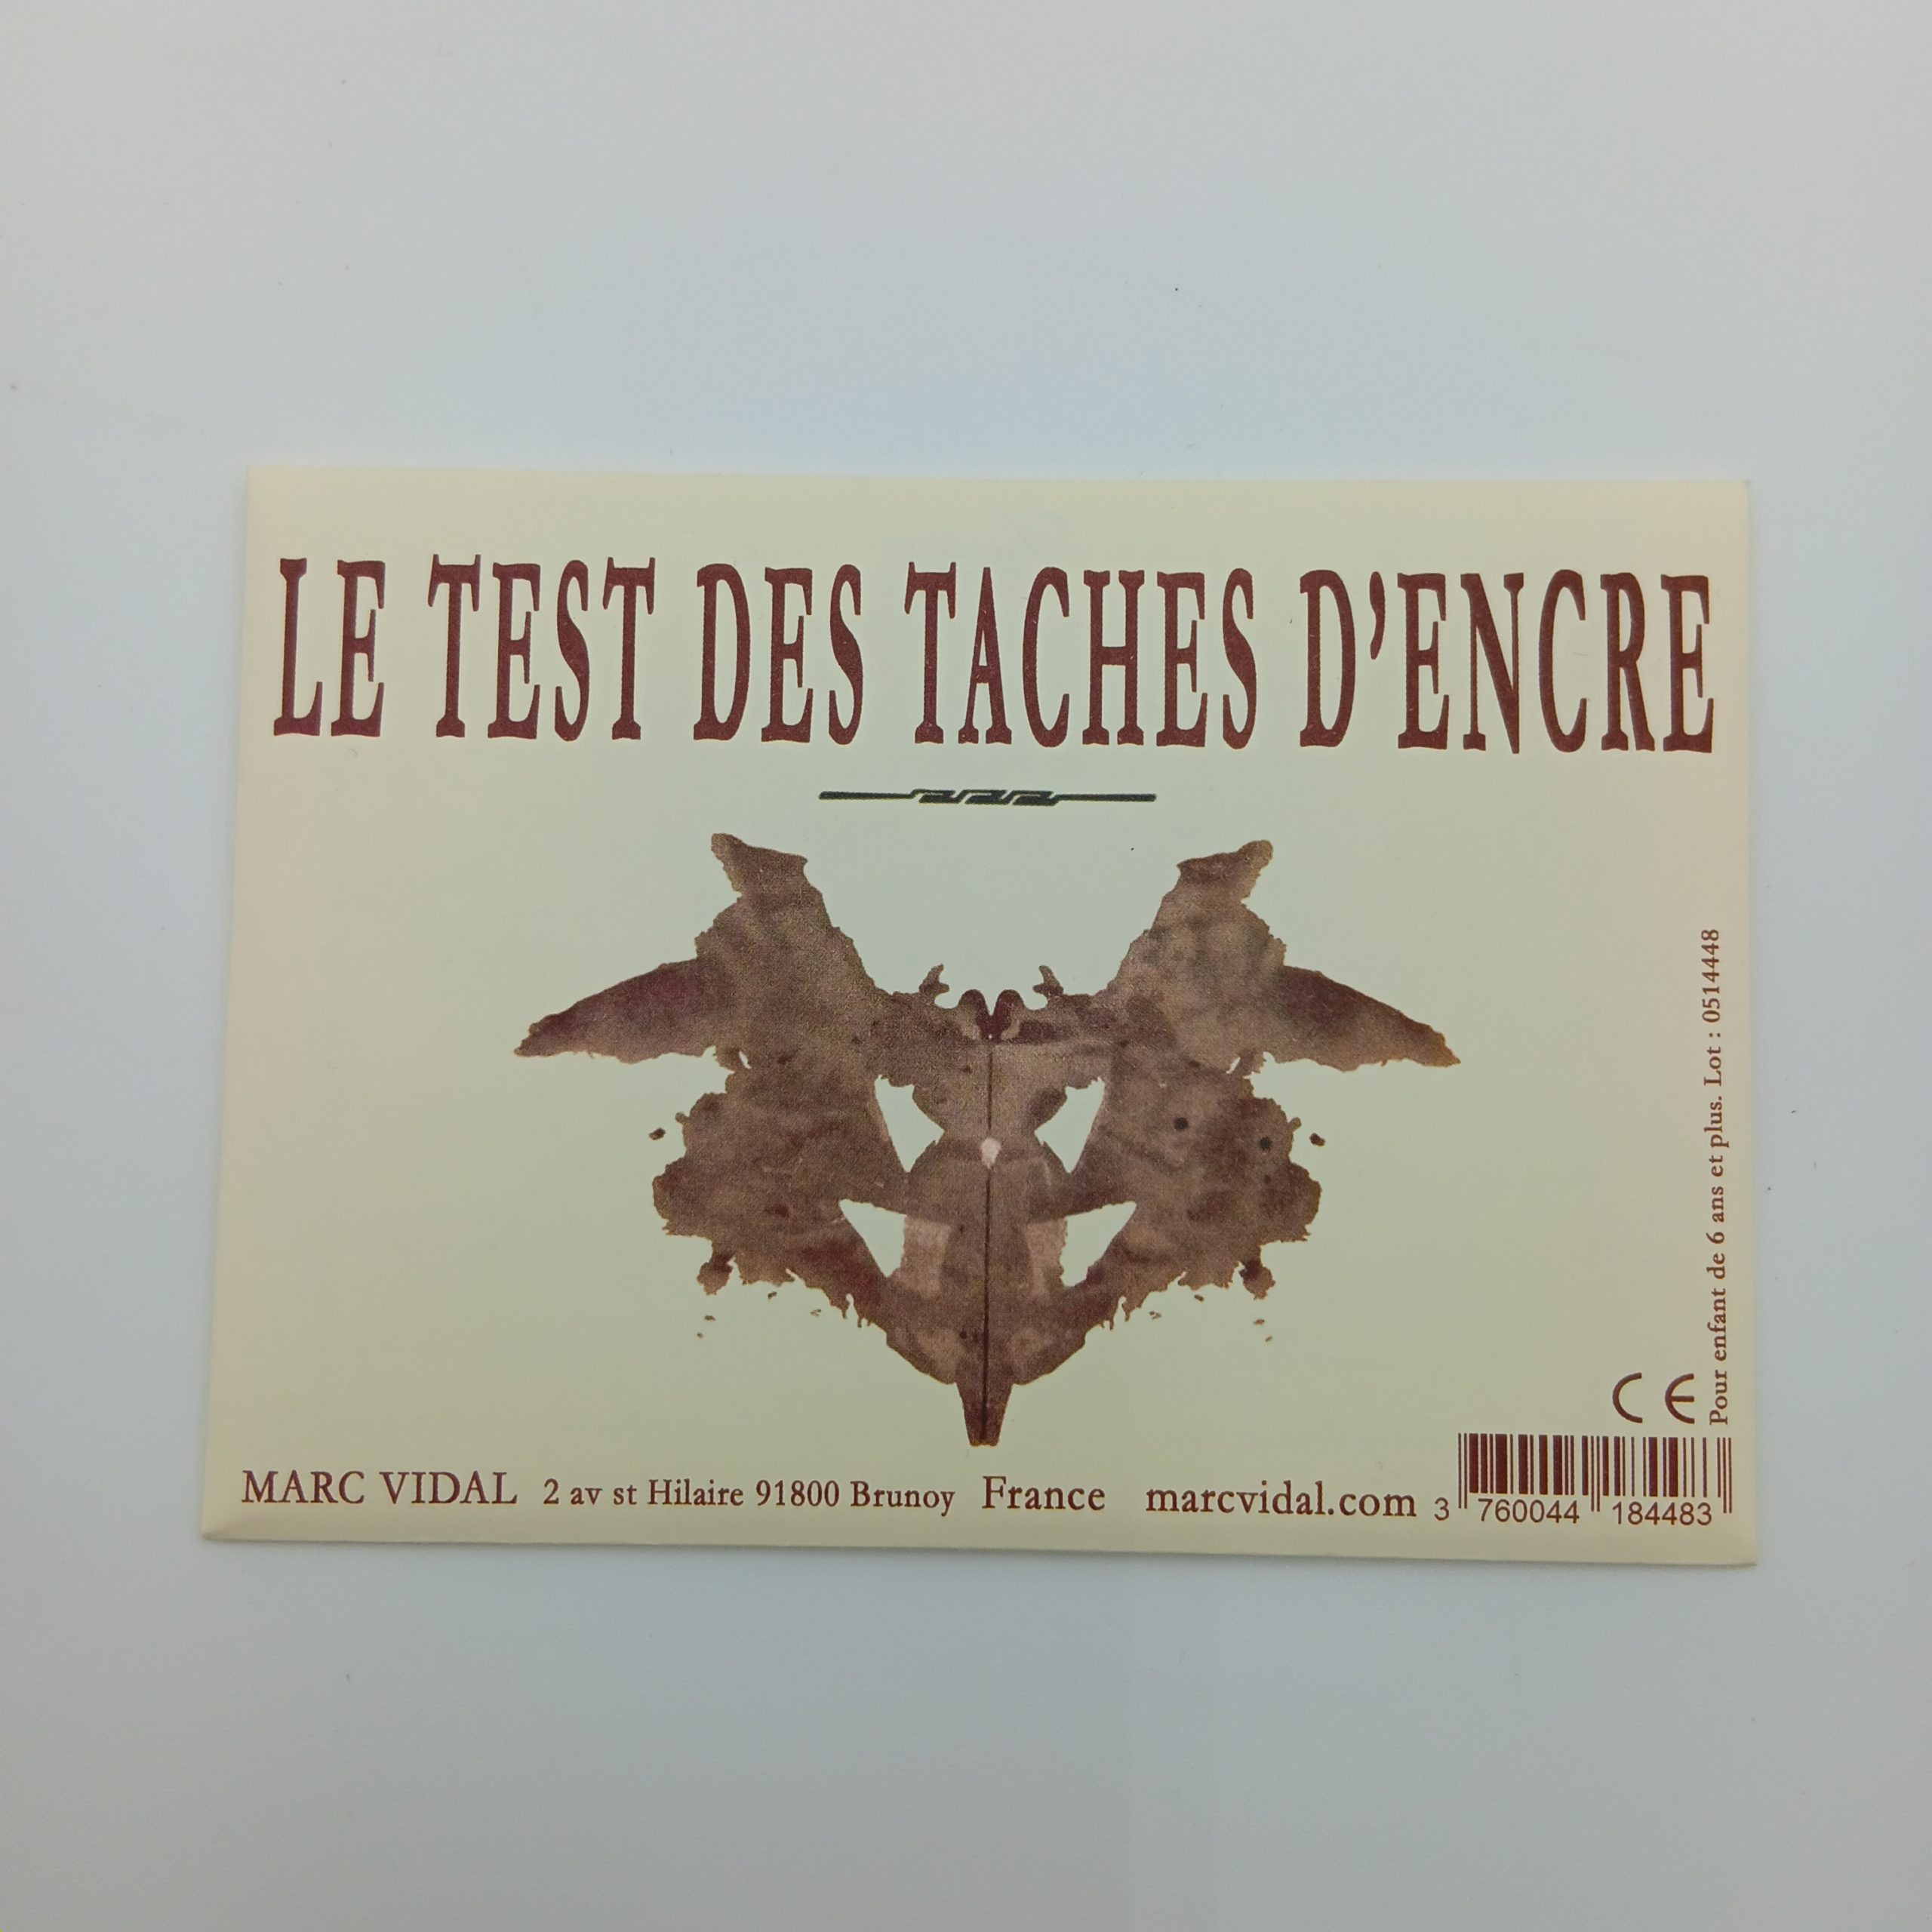 LE TEST DES TACHES D'ENCRE
Pour enfant de 6 ans et plus. Lot : 0514448
CE
MARC VIDAL 2 av st Hilaire 91800 Brunoy France marcvidal.com
3 760044 184483